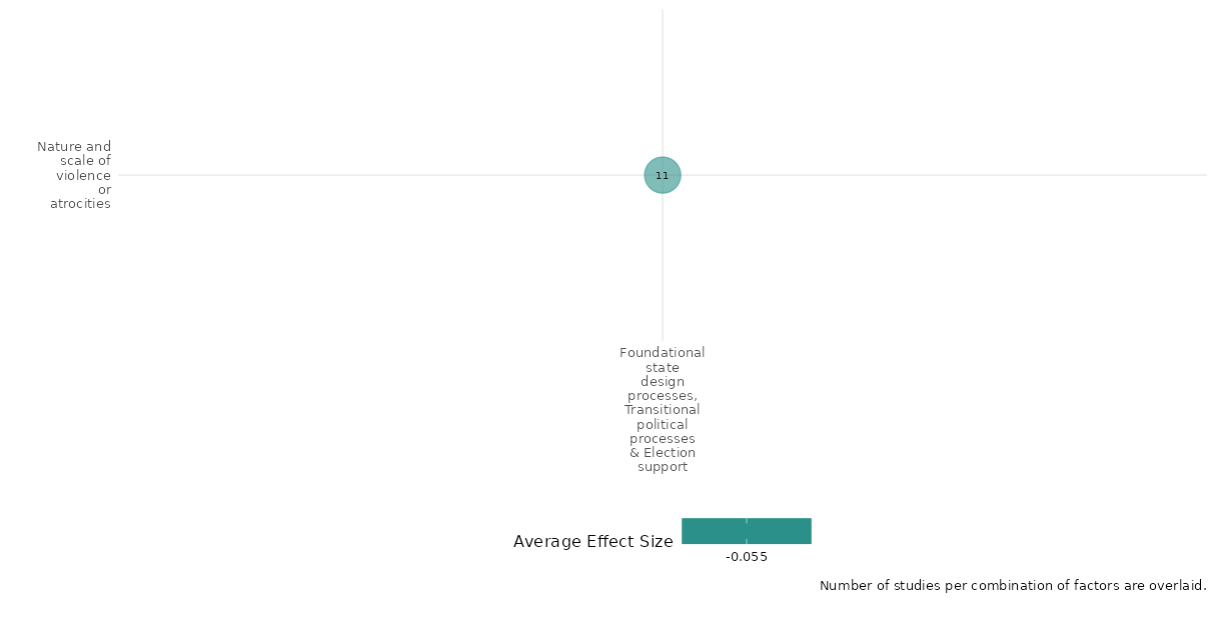 Nature and
scale of
violence
or
atrocities
11
Foundational
state
design
processes,
Transitional
political
processes
& Election
support
Average Effect Size
-0.055
Number of studies per combination of factors are overlaid.